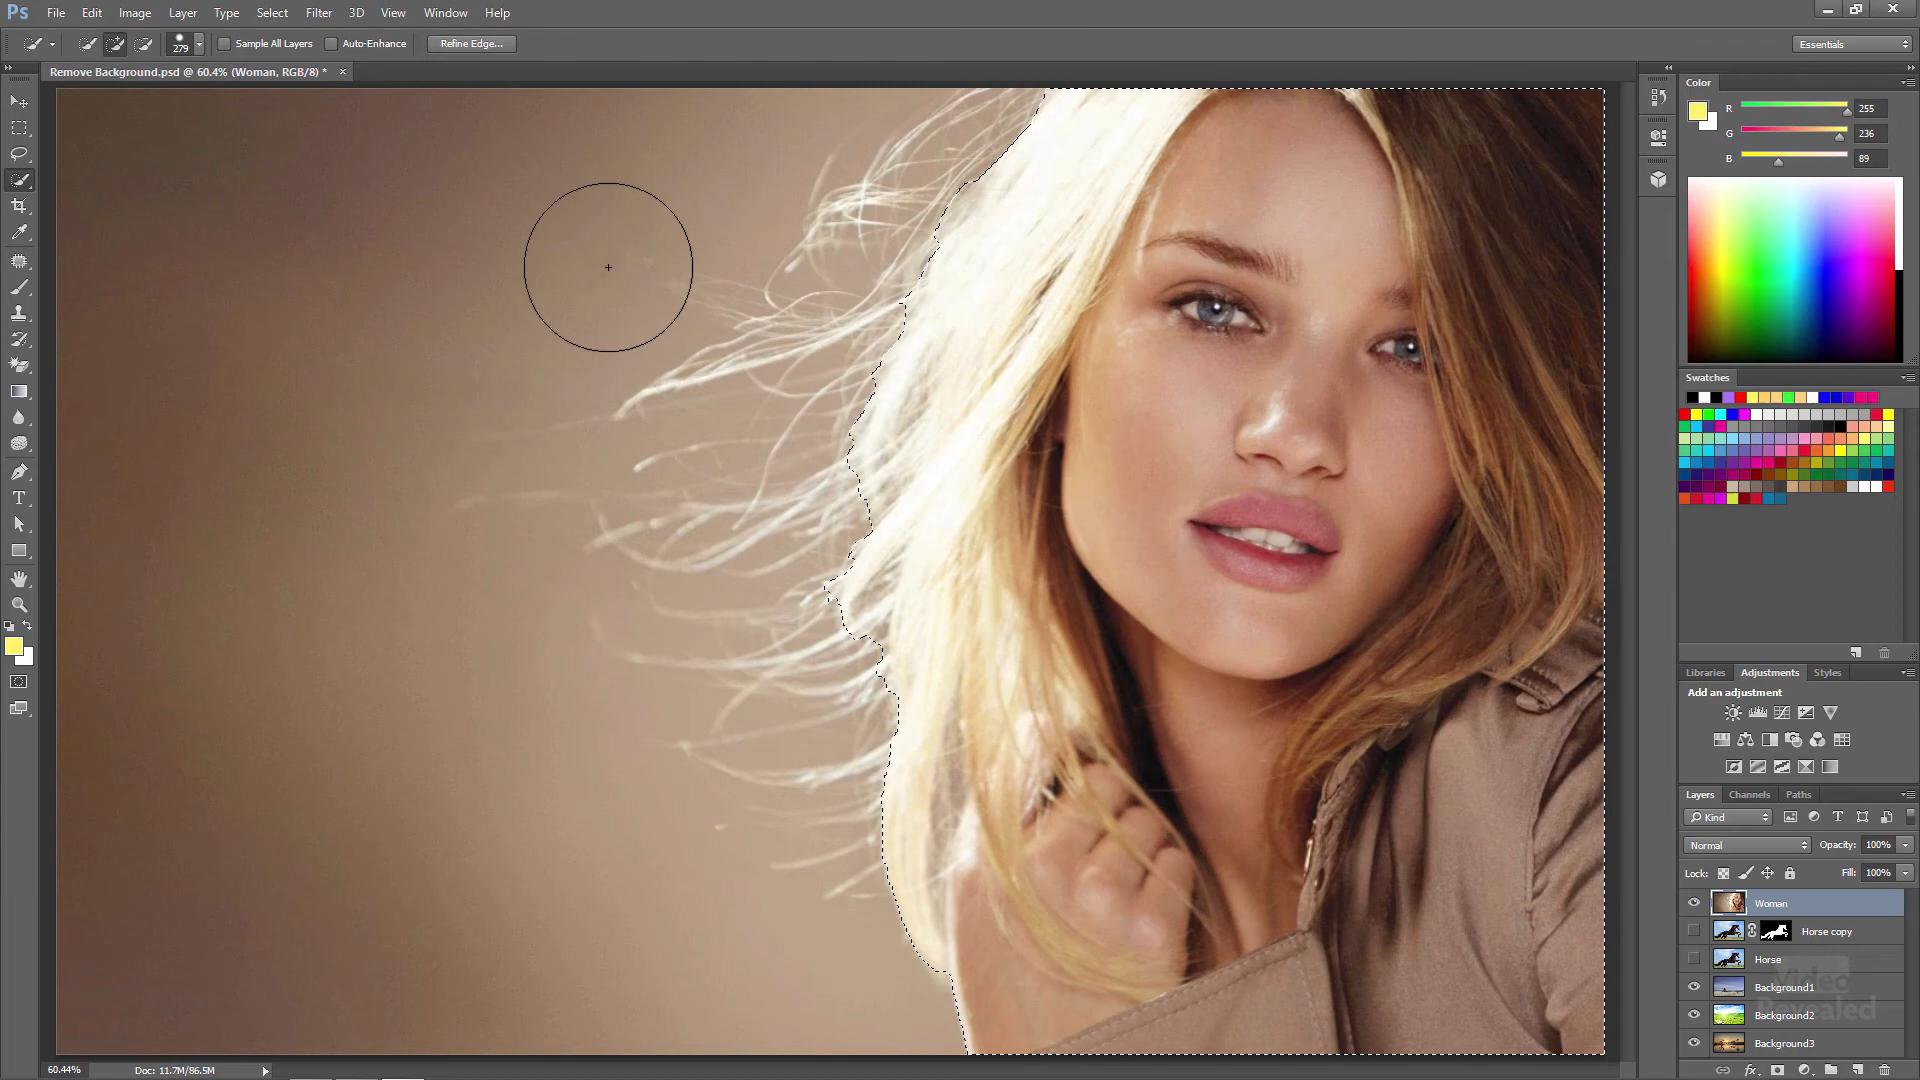 Ps File Edit Image Layer Type Select Filter 3D View Window Help
279 Sample All Layers Auto-Enhance Refine Edge... Essentials
Remove Background.psd @ 60.4% (Woman, RGB/8) * ×
Color
R 255
G 236
B 89
Swatches
Libraries Adjustments Styles
Add an adjustment
Layers Channels Paths
Kind
Normal Opacity: 100%
Lock: Fill: 100%
Woman
Horse copy
Horse
Background1
Background2
Background3
Video
Revealed
60.44% Doc: 11.7M/86.5M